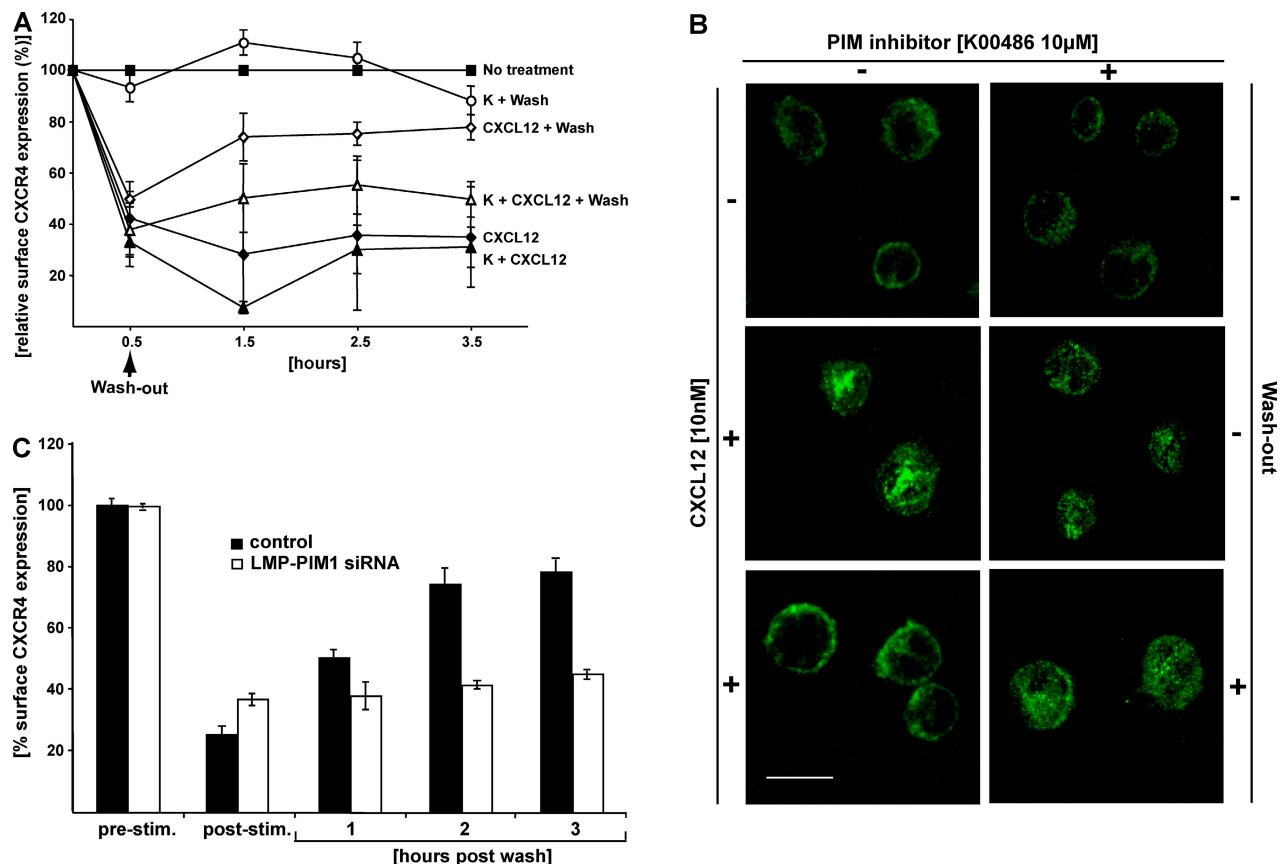 A
[relative surface CXCR4 expression (%)]
120
100
80
60
40
20
0.5
1.5
2.5
3.5
[hours]
Wash-out
No treatment
K + Wash
CXCL12 + Wash
K + CXCL12 + Wash
CXCL12
K + CXCL12
B
PIM inhibitor [K00486 10µM]
- +
- -
+ -
+ +
CXCL12 [10nM]
Wash-out
C
[% surface CXCR4 expression]
120
100
80
60
40
20
control
LMP-PIM1 siRNA
pre-stim.
post-stim.
1
2
3
[hours post wash]